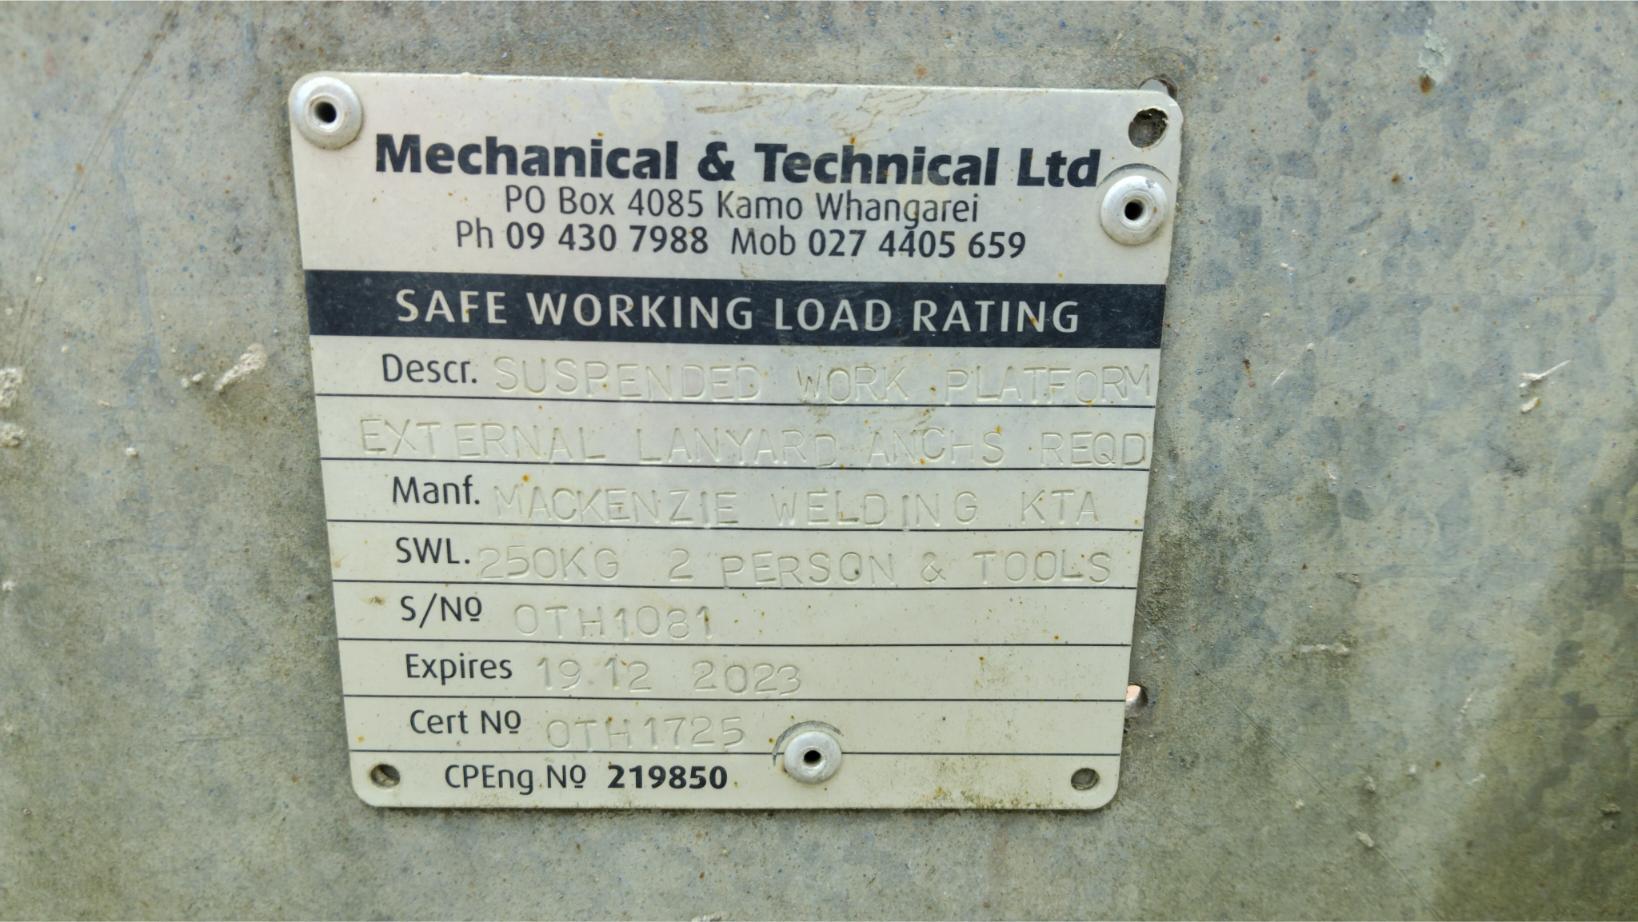 Mechanical & Technical Ltd
PO Box 4085 Kamo Whangarei
Ph 09 430 7988 Mob 027 4405 659
SAFE WORKING LOAD RATING
Descr. SUSPENDED WORK PLATFORM
EXTERNAL LANYARD ANCHS REQD
Manf. MACKENZIE WELDING KTA
SWL. 250KG 2 PERSON & TOOLS
S/Nº OTH1081
Expires 19 12 2023
Cert Nº OTH1725
CPEng Nº 219850